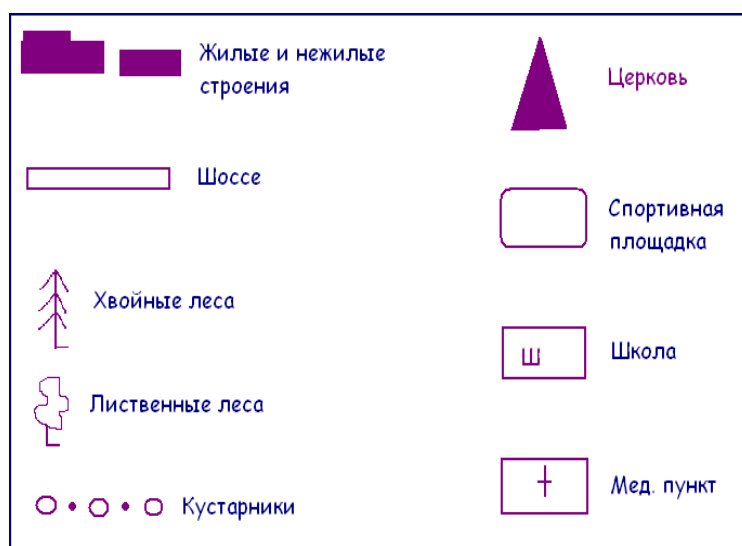 Жилые и нежилые
строения
Шоссе
Хвойные леса
Лиственные леса
Кустарники
Церковь
Спортивная
площадка
Ш
Школа
Мед. пункт